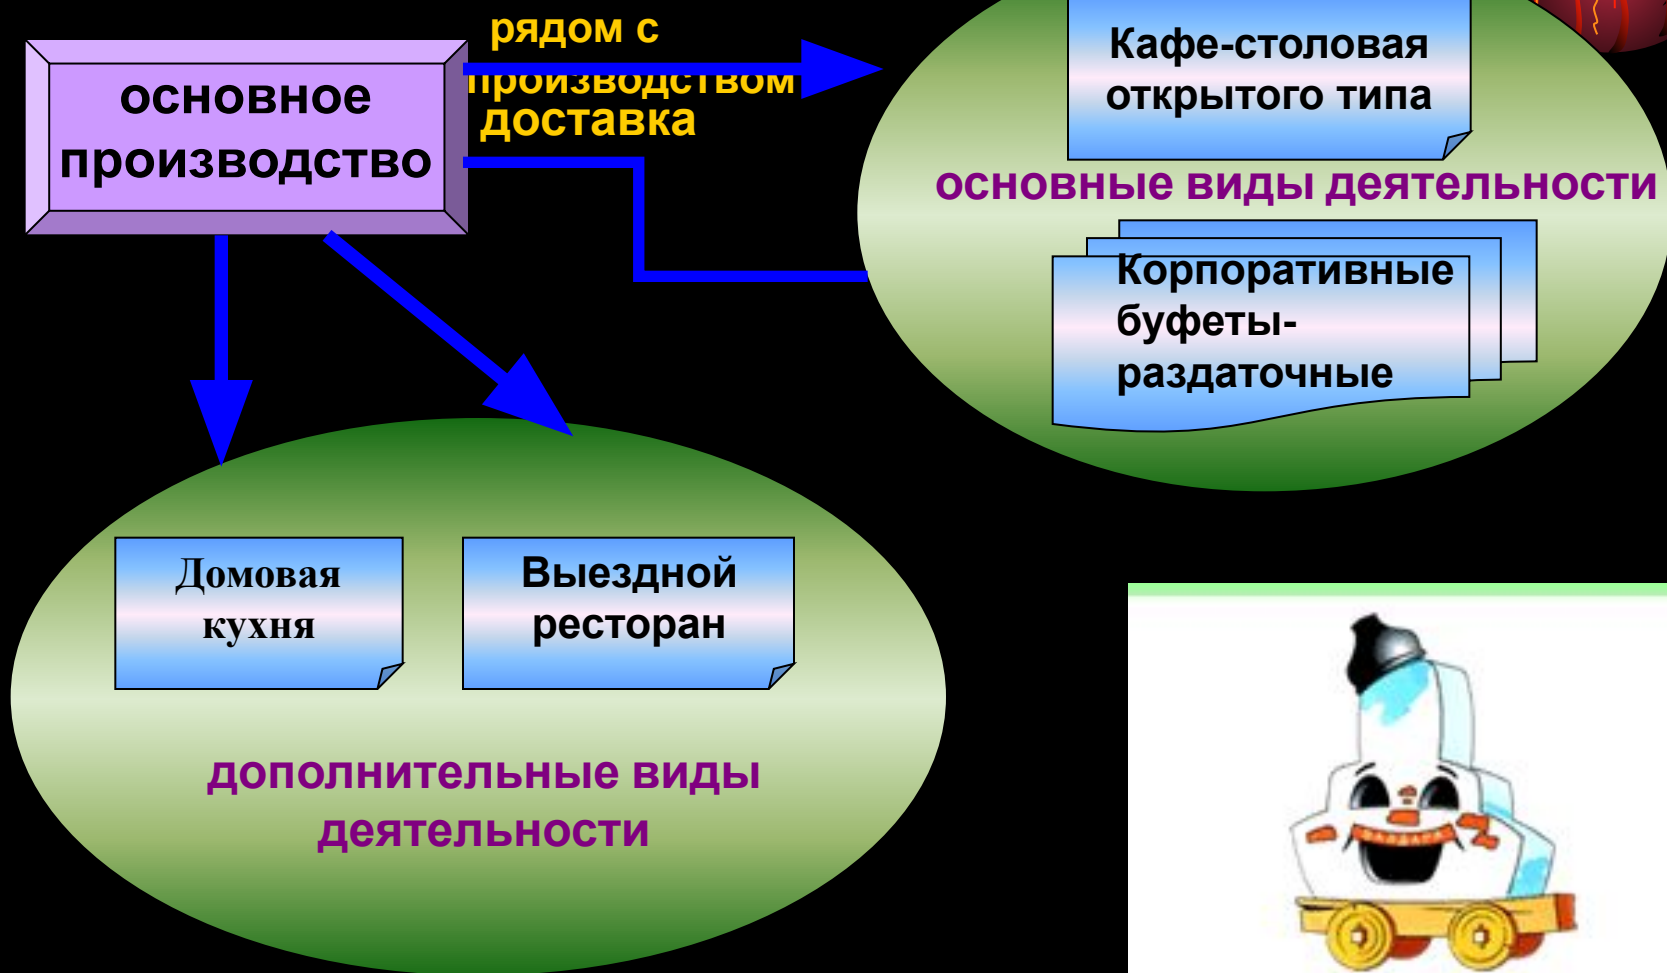 рядом с
производством
доставка
основное
производство
Кафе-столовая
открытого типа
основные виды деятельности
Корпоративные
буфеты-
раздаточные
Домовая
кухня
Выездной
ресторан
дополнительные виды
деятельности